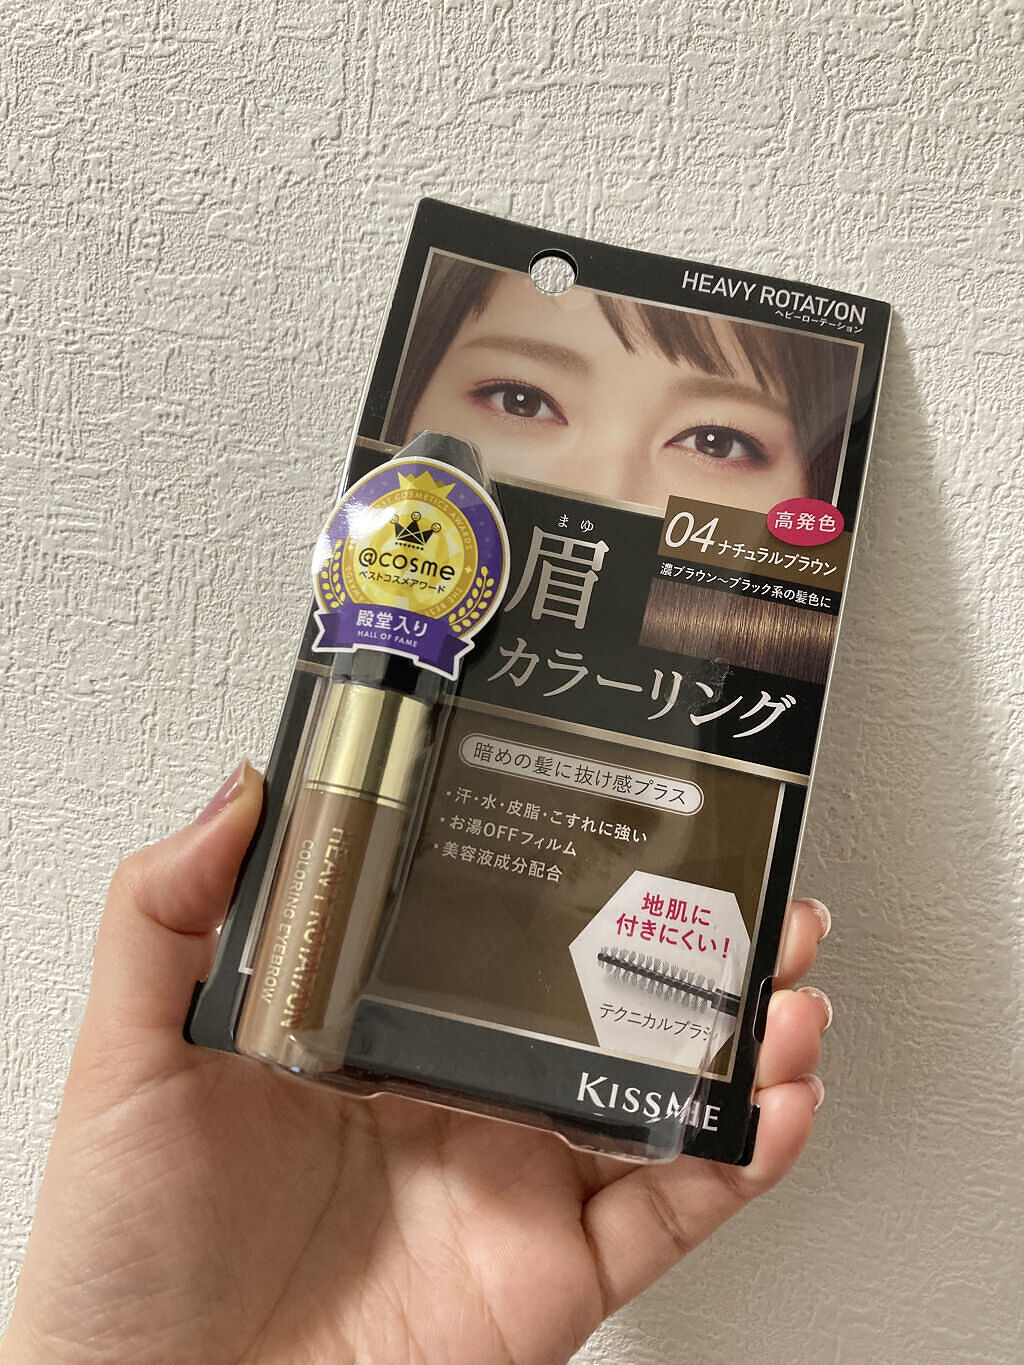 HEAVY ROTAT/ON
ヘビーローテーション
高発色
04 ナチュラルブラウン
濃ブラウン～ブラック系の髪色に
BEST COSMETICS AWARDS
@cosme
ベストコスメアワード
殿堂入り
HALL OF FAME
まゆ
眉
カラーリング
暗めの髪に抜け感プラス
・汗・水・皮脂・こすれに強い
・お湯OFFフィルム
・美容液成分配合
地肌に
付きにくい！
テクニカルブラシ
HEAVY ROTAT/ON
COLORING EYEBROW
KISSME